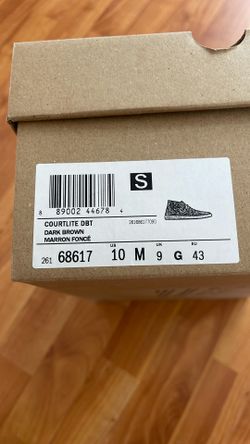 S
8 89002 44678 4
COURTLITE DBT
DARK BROWN
MARRON FONCÉ
US UK EU
261 68617 10 M 9 G 43